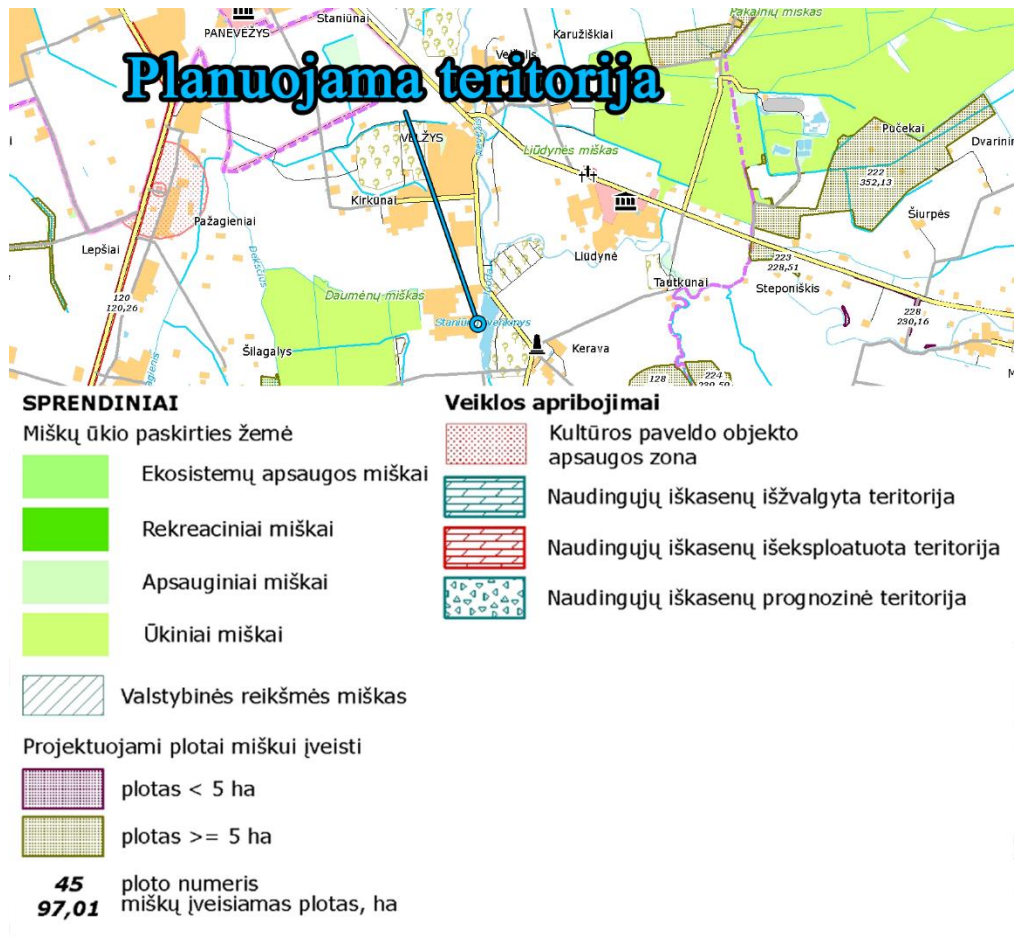 Pakalnių miškas
Staniūnai
PANEVĖŽYS
Karužiškiai
Velželis
Planuojama teritorija
VELŽYS
Liūdynės miškas
Pučekai
Dvarinin
222
352,13
Kirkūnai
Pažagieniai
Šiurpės
Lepšiai
Liūdynė
223
228,51
Tautkūnai
Steponiškis
120
120,26
Daumėnų miškas
228
230,16
Šilagalys
Kerava
128
224
SPRENDINIAI
Miškų ūkio paskirties žemė
Ekosistemų apsaugos miškai
Rekreaciniai miškai
Apsauginiai miškai
Ūkiniai miškai
Valstybinės reikšmės miškas
Projektuojami plotai miškui įveisti
plotas < 5 ha
plotas >= 5 ha
45 ploto numeris
97,01 miškų įveisiamas plotas, ha
Veiklos apribojimai
Kultūros paveldo objekto
apsaugos zona
Naudingųjų iškasenų išžvalgyta teritorija
Naudingųjų iškasenų išeksploatuota teritorija
Naudingųjų iškasenų prognozinė teritorija